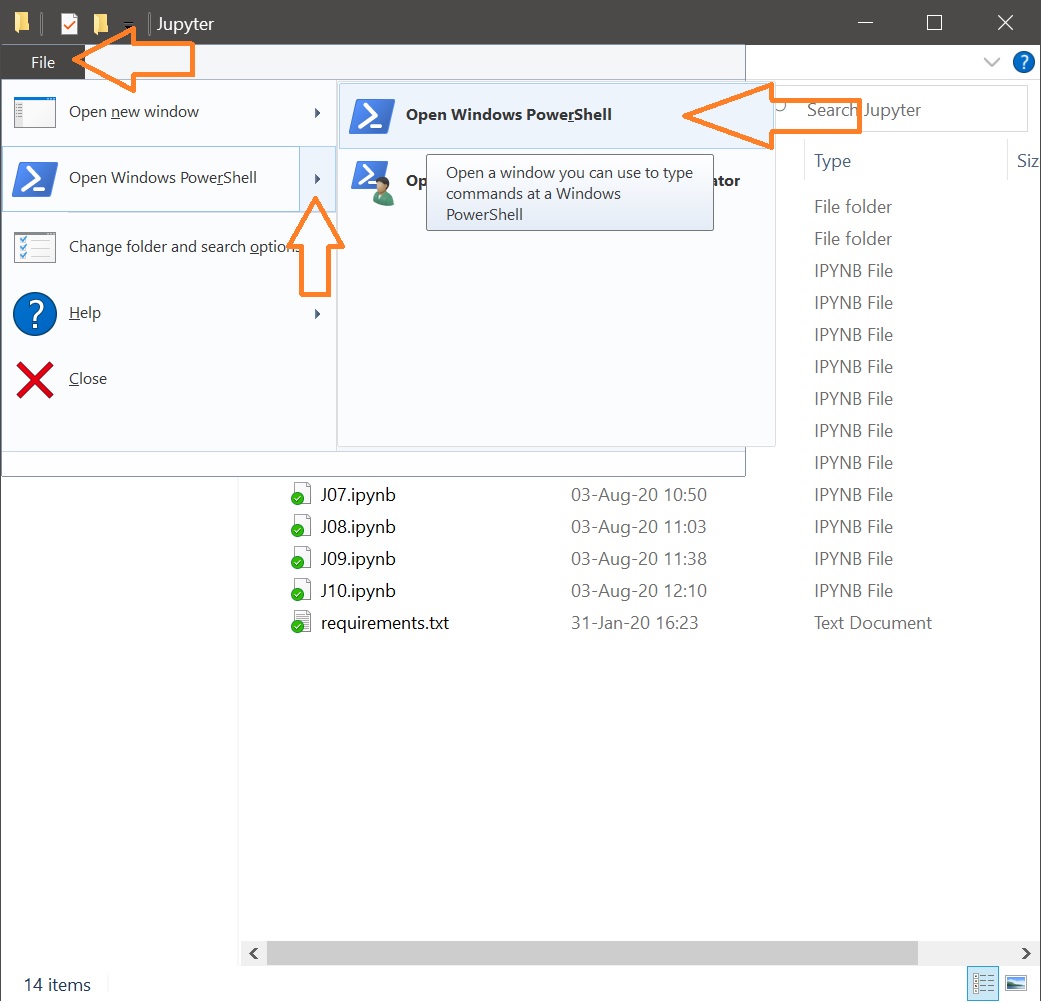 Jupyter
File
?
Open new window
Open Windows PowerShell
Change folder and search option
? Help
Close
Open Windows PowerShell
Op ator
Open a window you can use to type
commands at a Windows
PowerShell
Search Jupyter
Type Siz
File folder
File folder
IPYNB File
IPYNB File
IPYNB File
IPYNB File
IPYNB File
IPYNB File
IPYNB File
J07.ipynb 03-Aug-20 10:50 IPYNB File
J08.ipynb 03-Aug-20 11:03 IPYNB File
J09.ipynb 03-Aug-20 11:38 IPYNB File
J10.ipynb 03-Aug-20 12:10 IPYNB File
requirements.txt 31-Jan-20 16:23 Text Document
14 items